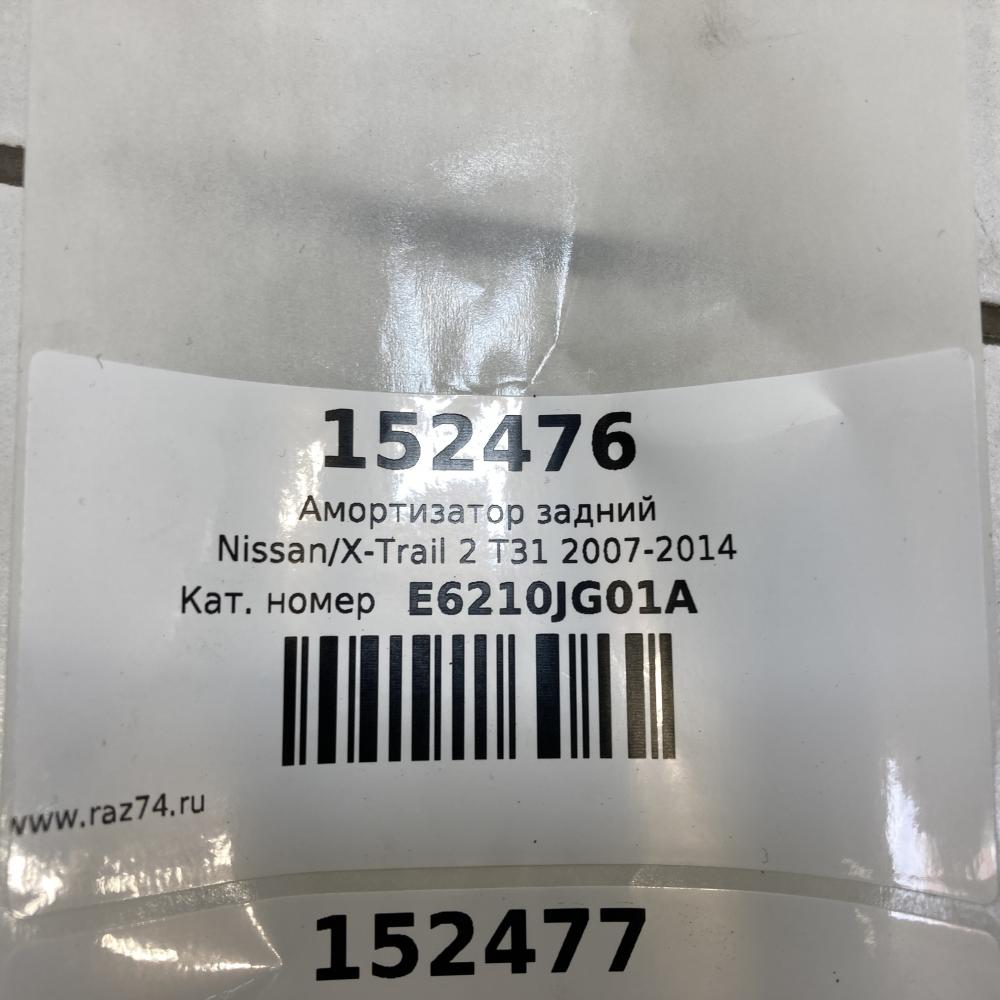 152476
Амортизатор задний
Nissan/X-Trail 2 T31 2007-2014
Кат. номер E6210JG01A
www.raz74.ru
152477